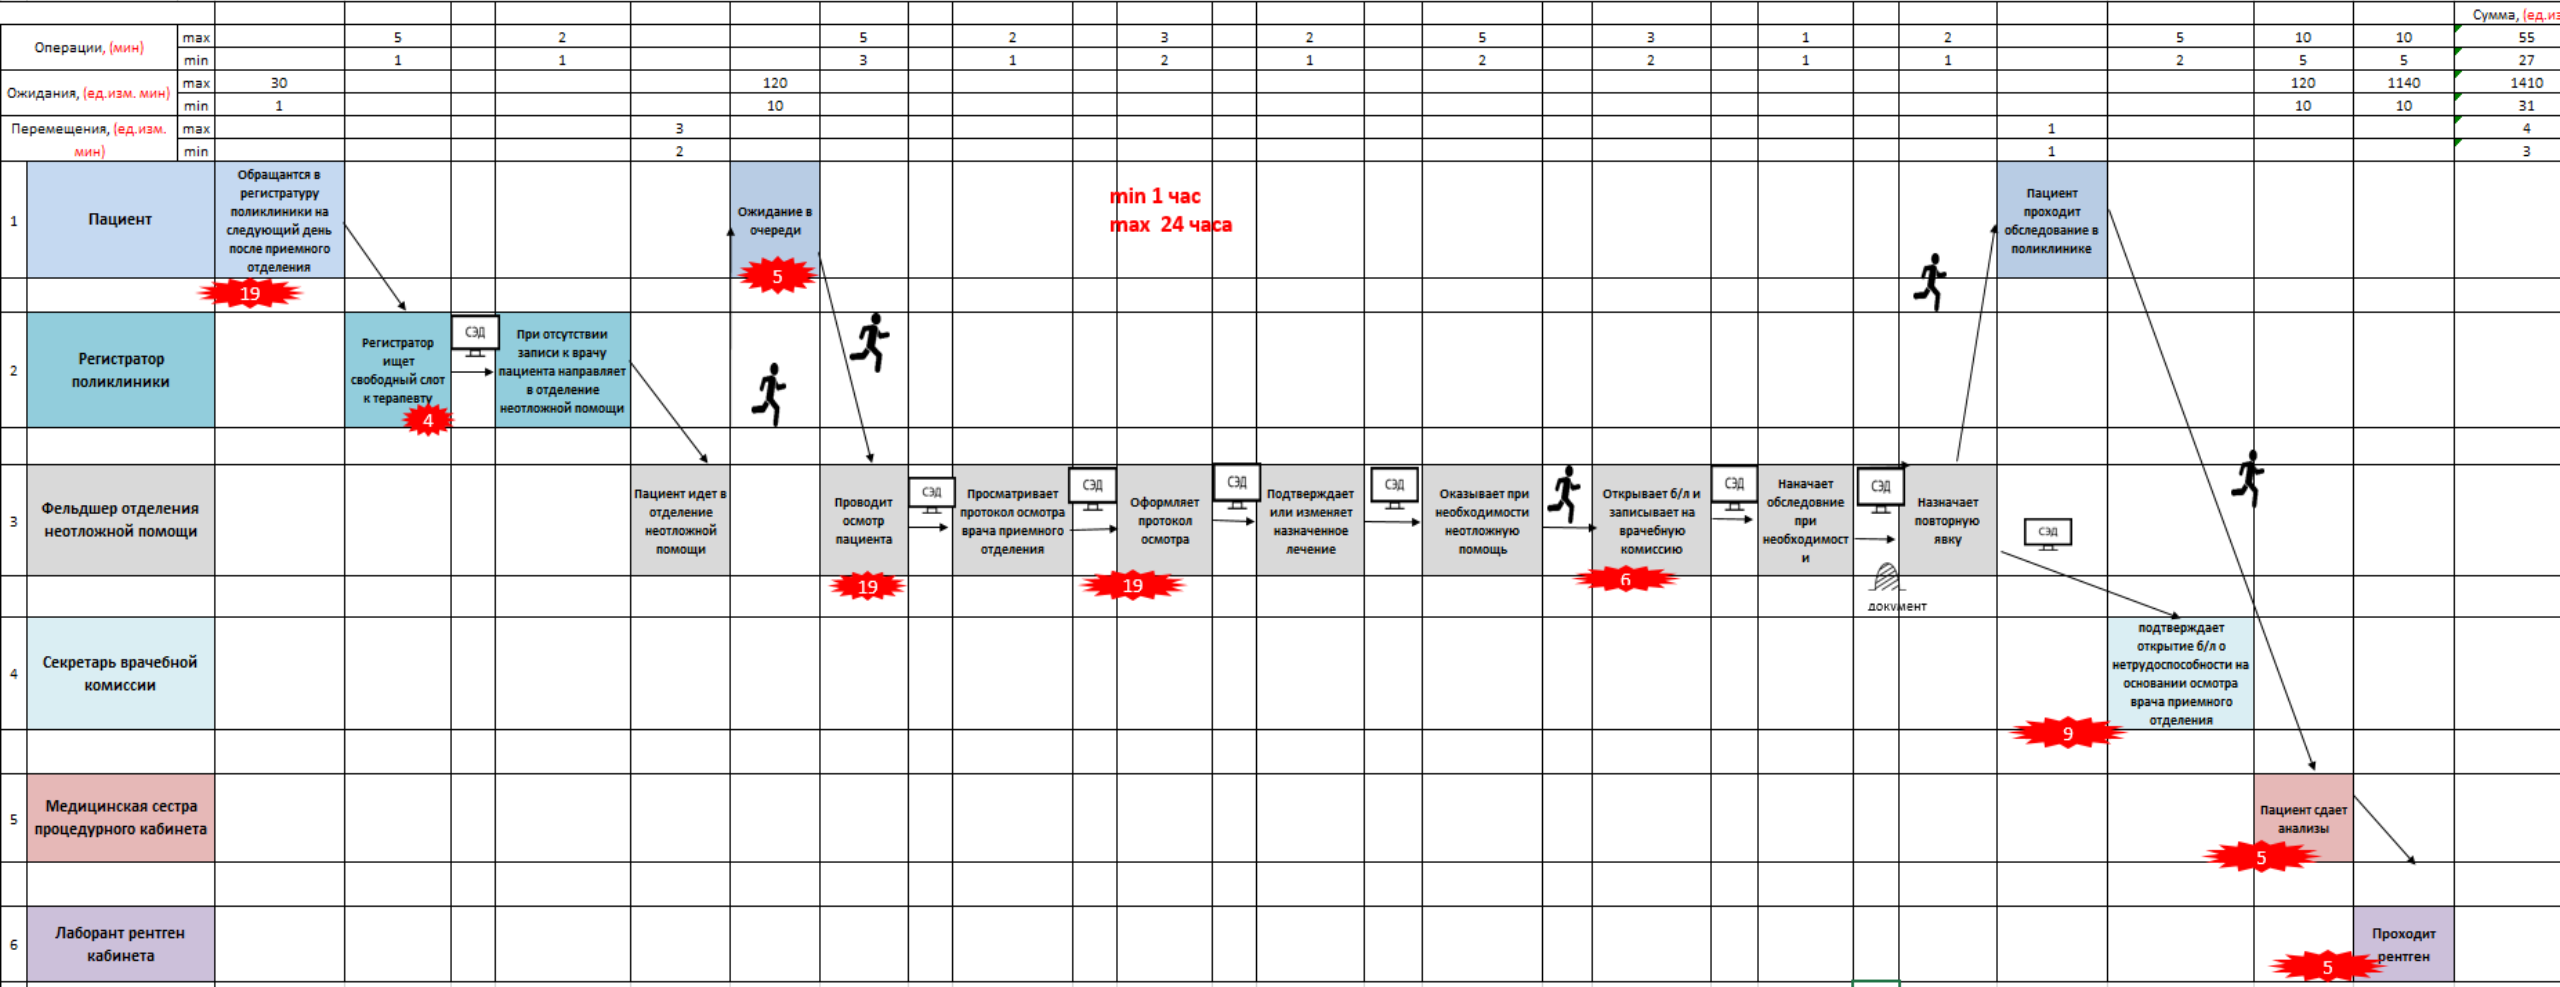 Сумма, (ед.из
Операции, (мин)
max 5 2 5 2 3 2 5 3 1 2 5 10 10 55
min 1 1 3 1 2 1 2 2 1 1 2 5 5 27
Ожидания, (ед.изм. мин)
max 30 120 120 1140 1410
min 1 10 10 10 31
Перемещения, (ед.изм.
мин)
max 3 1 4
min 2 1 3
1
Пациент
Обращантся в
регистратуру
поликлиники на
следующий день
после приемного
отделения
19
Ожидание в
очереди
5
min 1 час
max 24 часа
Пациент
проходит
обследование в
поликлинике
2
Регистратор
поликлиники
Регистратор
ищет
свободный слот
к терапевту
4
СЭД
При отсутствии
записи к врачу
пациента направляет
в отделение
неотложной помощи
3
Фельдшер отделения
неотложной помощи
Пациент идет в
отделение
неотложной
помощи
Проводит
осмотр
пациента
19
СЭД
Просматривает
протокол осмотра
врача приемного
отделения
СЭД
19
Оформляет
протокол
осмотра
СЭД
Подтверждает
или изменяет
назначенное
лечение
СЭД
Оказывает при
необходимости
неотложную
помощь
Открывает б/л и
записывает на
врачебную
комиссию
6
СЭД
Наначает
обследовние
при
необходимост
и
СЭД
документ
Назначает
повторную
явку
СЭД
4
Секретарь врачебной
комиссии
подтверждает
открытие б/л о
нетрудоспособности на
основании осмотра
врача приемного
отделения
9
5
Медицинская сестра
процедурного кабинета
Пациент сдает
анализы
5
6
Лаборант рентген
кабинета
Проходит
рентген
5